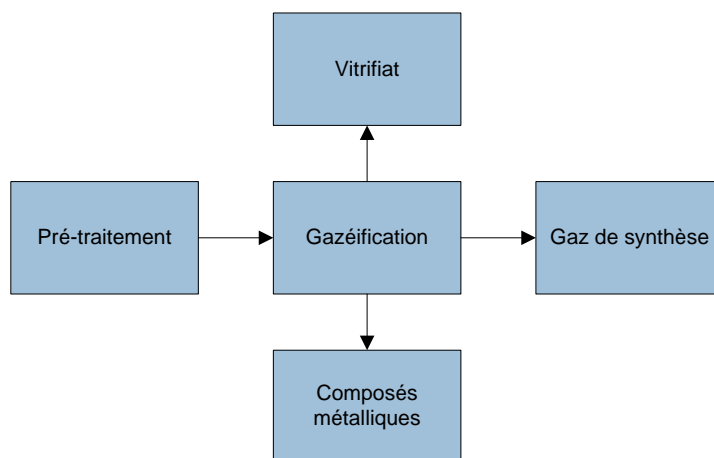 Vitrifiat
Pré-traitement
Gazéification
Gaz de synthèse
Composés
métalliques